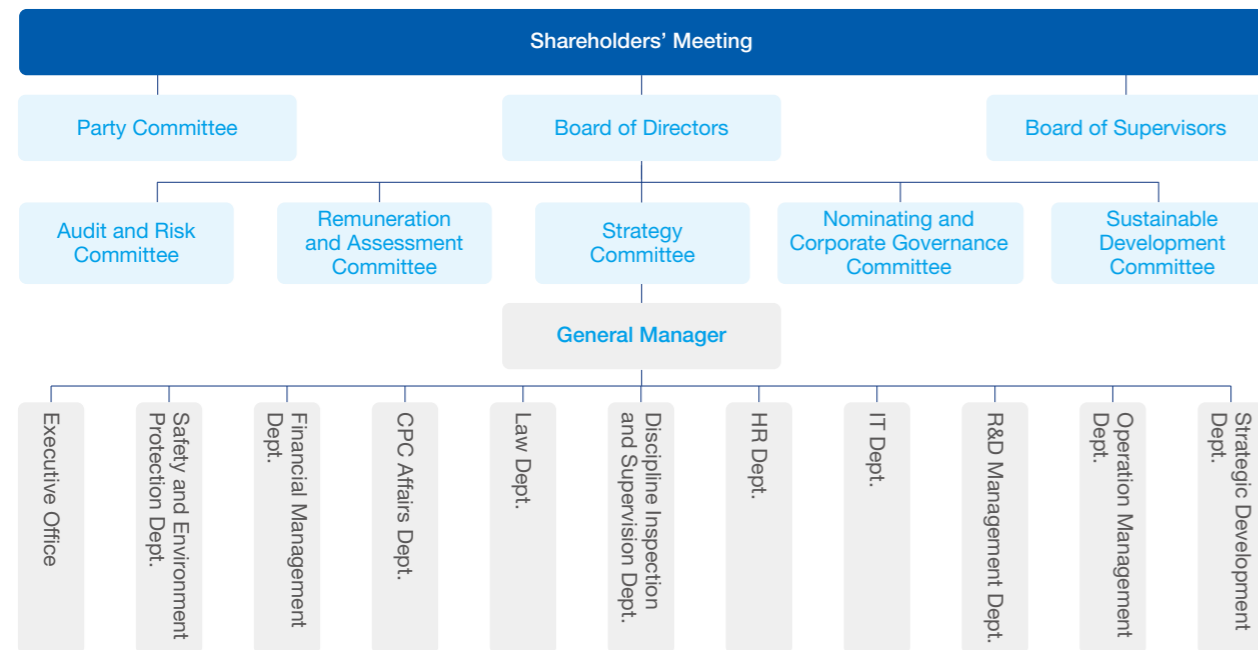 Shareholders’ Meeting
Party Committee
Board of Directors
Board of Supervisors
Audit and Risk
Committee
Remuneration
and Assessment
Committee
Strategy
Committee
Nominating and
Corporate Governance
Committee
Sustainable
Development
Committee
General Manager
Executive Office
Safety and Environment
Protection Dept.
Financial Management
Dept.
CPC Affairs Dept.
Law Dept.
Discipline Inspection
and Supervision Dept.
HR Dept.
IT Dept.
R&D Management Dept.
Operation Management
Dept.
Strategic Development
Dept.